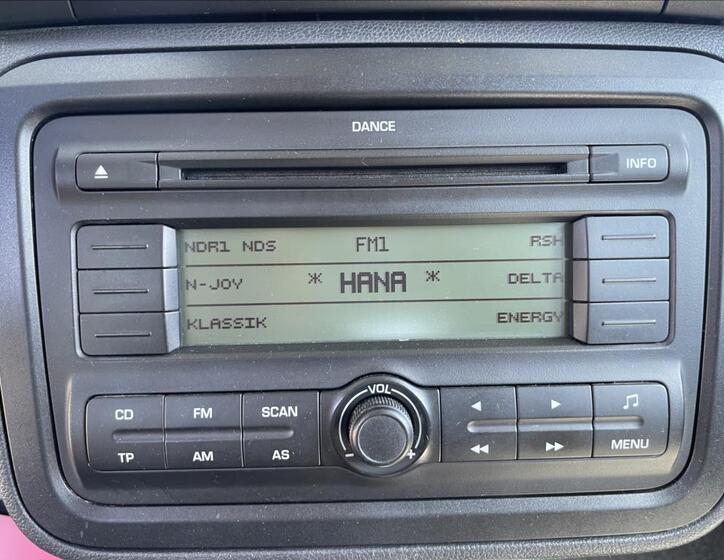 DANCE
INFO
NDR1 NDS FM1 RSH
N-JOY * HANA * DELTA
KLASSIK ENERGY
VOL
CD FM SCAN
TP AM AS - + MENU